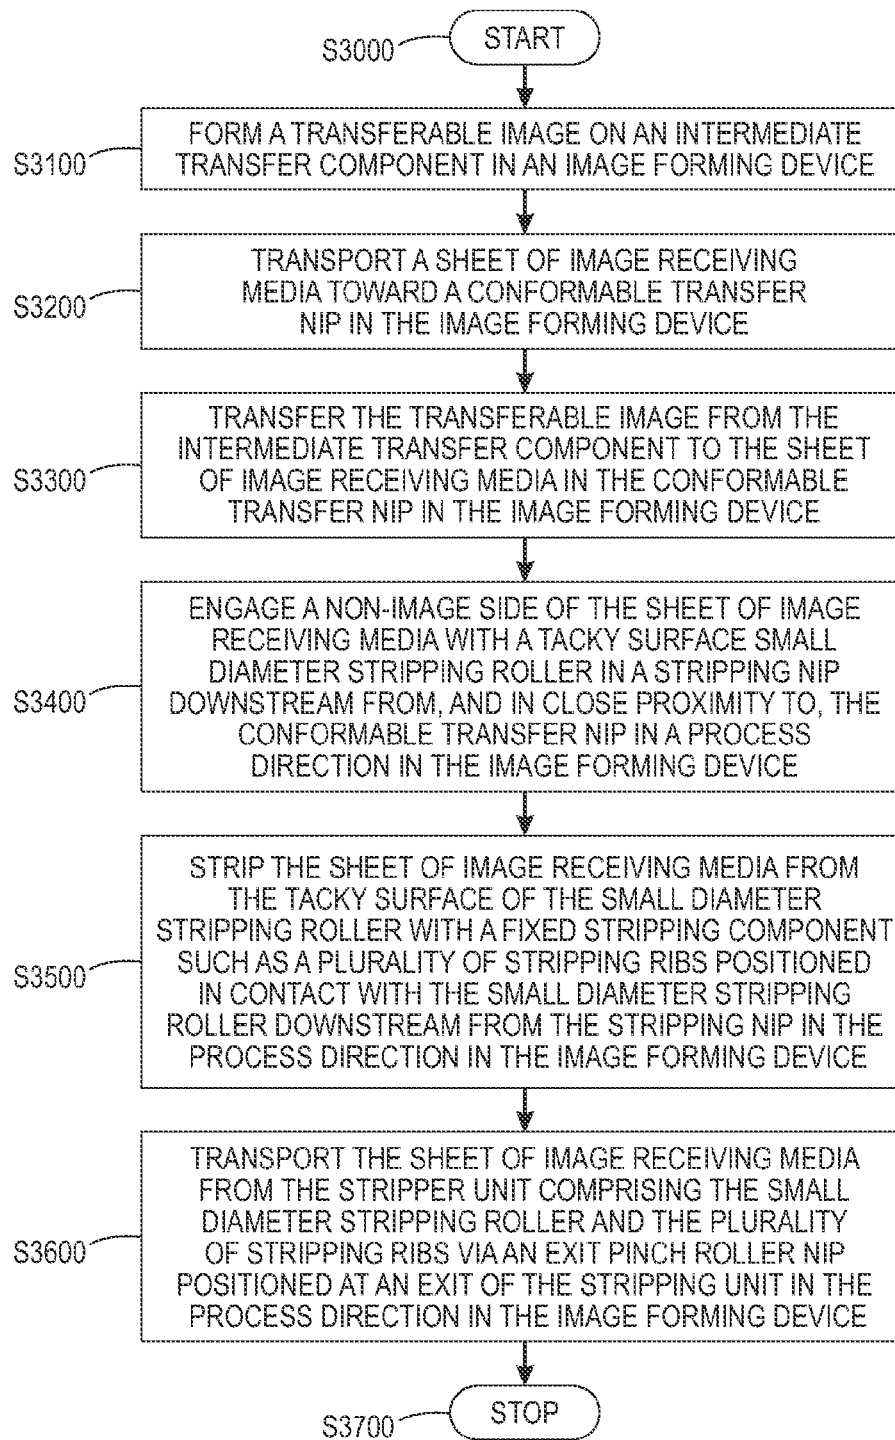 S3000
START
S3100
FORM A TRANSFERABLE IMAGE ON AN INTERMEDIATE
TRANSFER COMPONENT IN AN IMAGE FORMING DEVICE
S3200
TRANSPORT A SHEET OF IMAGE RECEIVING
MEDIA TOWARD A CONFORMABLE TRANSFER
NIP IN THE IMAGE FORMING DEVICE
S3300
TRANSFER THE TRANSFERABLE IMAGE FROM THE
INTERMEDIATE TRANSFER COMPONENT TO THE SHEET
OF IMAGE RECEIVING MEDIA IN THE CONFORMABLE
TRANSFER NIP IN THE IMAGE FORMING DEVICE
S3400
ENGAGE A NON-IMAGE SIDE OF THE SHEET OF IMAGE
RECEIVING MEDIA WITH A TACKY SURFACE SMALL
DIAMETER STRIPPING ROLLER IN A STRIPPING NIP
DOWNSTREAM FROM, AND IN CLOSE PROXIMITY TO, THE
CONFORMABLE TRANSFER NIP IN A PROCESS
DIRECTION IN THE IMAGE FORMING DEVICE
S3500
STRIP THE SHEET OF IMAGE RECEIVING MEDIA FROM
THE TACKY SURFACE OF THE SMALL DIAMETER
STRIPPING ROLLER WITH A FIXED STRIPPING COMPONENT
SUCH AS A PLURALITY OF STRIPPING RIBS POSITIONED
IN CONTACT WITH THE SMALL DIAMETER STRIPPING
ROLLER DOWNSTREAM FROM THE STRIPPING NIP IN THE
PROCESS DIRECTION IN THE IMAGE FORMING DEVICE
S3600
TRANSPORT THE SHEET OF IMAGE RECEIVING MEDIA
FROM THE STRIPPER UNIT COMPRISING THE SMALL
DIAMETER STRIPPING ROLLER AND THE PLURALITY
OF STRIPPING RIBS VIA AN EXIT PINCH ROLLER NIP
POSITIONED AT AN EXIT OF THE STRIPPING UNIT IN THE
PROCESS DIRECTION IN THE IMAGE FORMING DEVICE
S3700
STOP